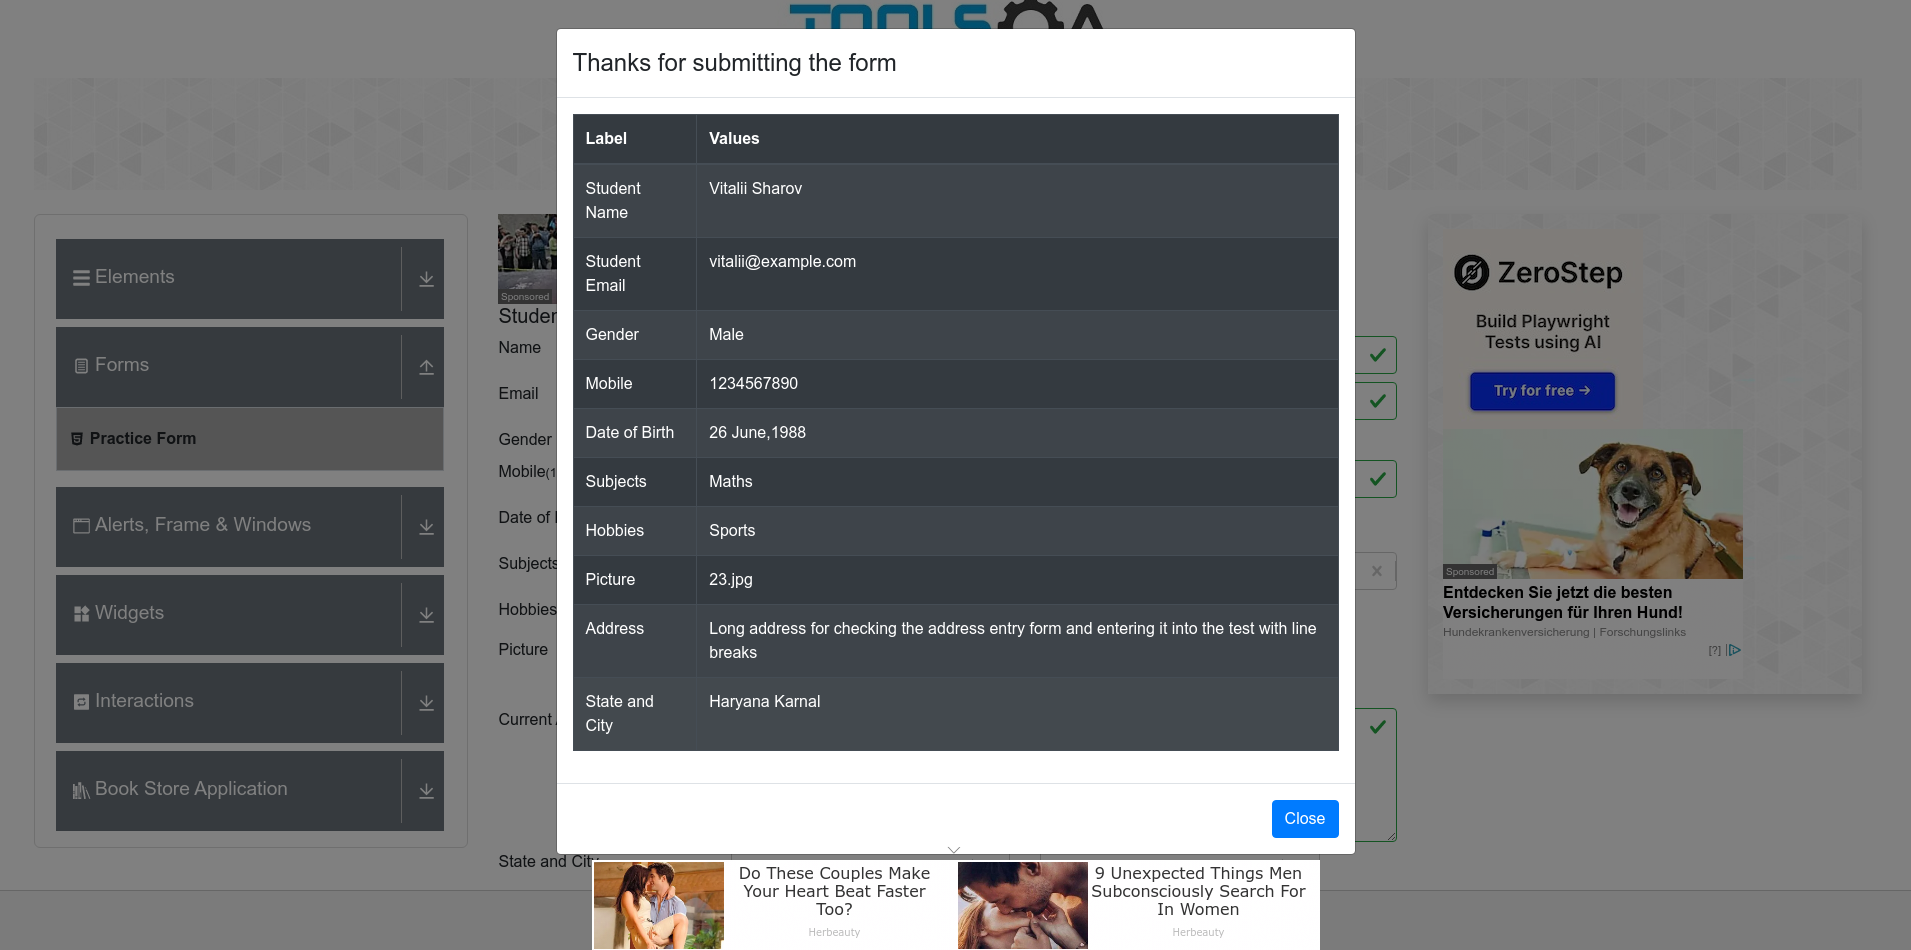 TOOLSQA
Thanks for submitting the form
Label Values
Student Name Vitalii Sharov
Student Email vitalii@example.com
Gender Male
Mobile 1234567890
Date of Birth 26 June,1988
Subjects Maths
Hobbies Sports
Picture 23.jpg
Address Long address for checking the address entry form and entering it into the test with line
breaks
State and City Haryana Karnal
Close
Elements
Forms
Practice Form
Alerts, Frame & Windows
Widgets
Interactions
Book Store Application
Sponsored
Studen
Name
Email
Gender
Mobile(1
Date of
Subjects
Hobbies
Picture
Current
State and City
ZeroStep
Build Playwright
Tests using AI
Try for free →
Sponsored
Entdecken Sie jetzt die besten
Versicherungen für Ihren Hund!
Hundekrankenversicherung | Forschungslinks
[?]
Do These Couples Make
Your Heart Beat Faster
Too?
Herbeauty
9 Unexpected Things Men
Subconsciously Search For
In Women
Herbeauty